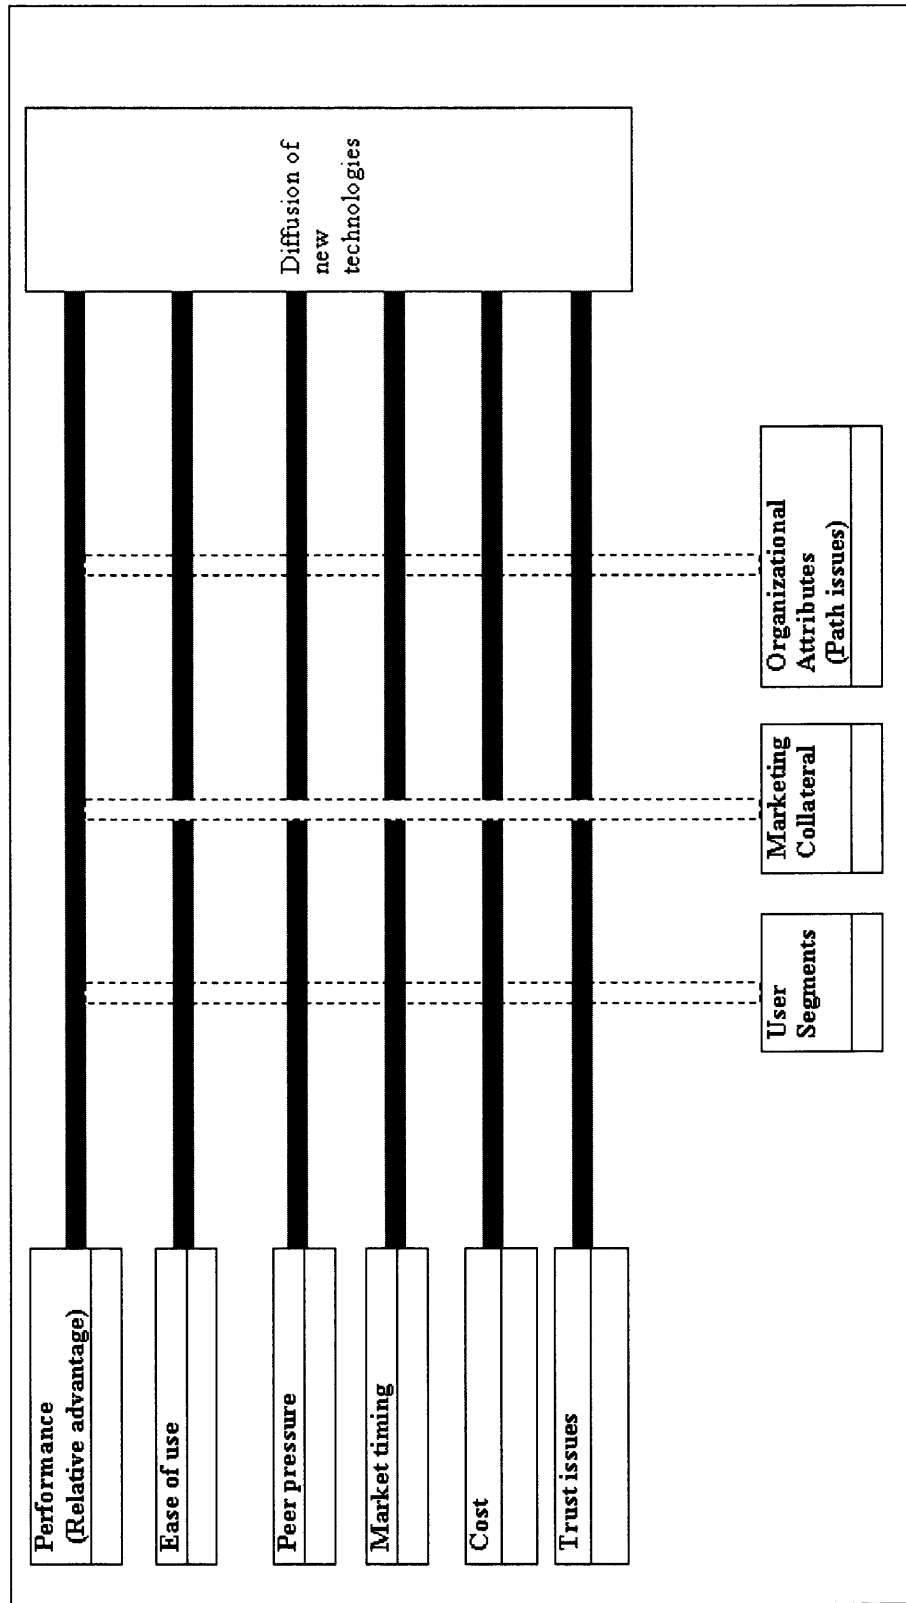 Performance
(Relative advantage)
Ease of use
Peer pressure
Market timing
Cost
Trust issues
User
Segments
Marketing
Collateral
Organizational
Attributes
(Path issues)
Diffusion of
new
technologies